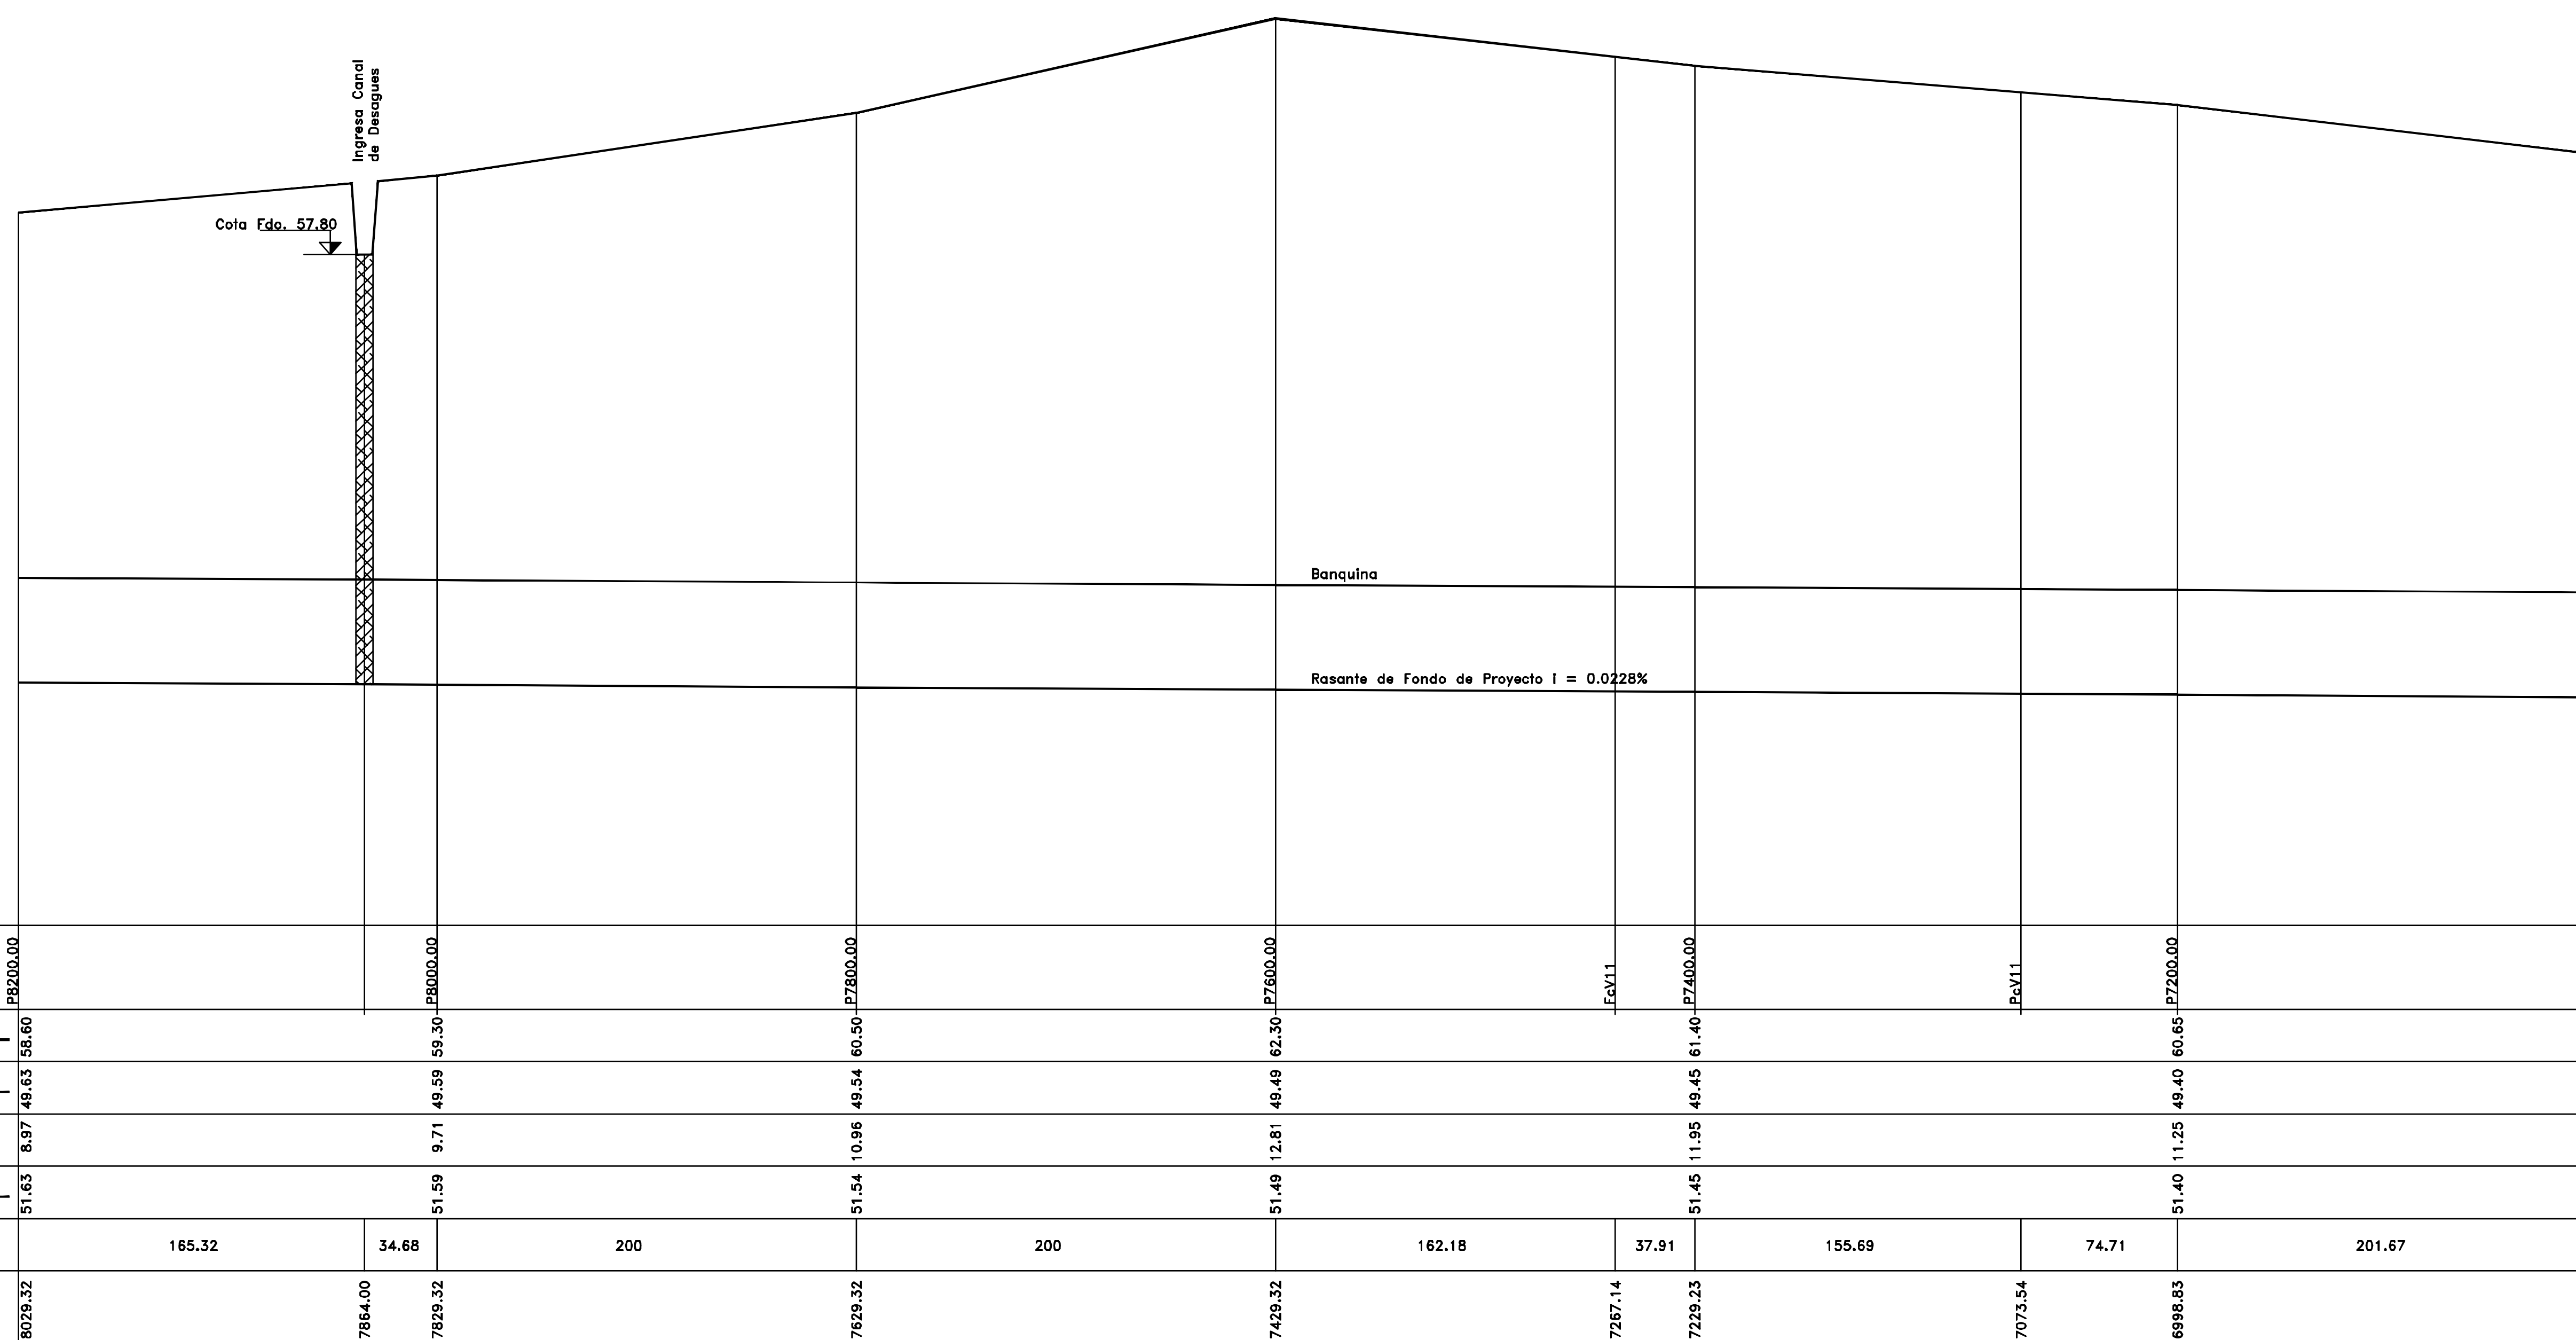 Ingresa Canal
de Desagues
Cota Fdo. 57.80
Banquina
Rasante de Fondo de Proyecto i = 0.0228%
P8200.00 P8000.00 P7800.00 P7600.00 FcV11 P7400.00 PcV11 P7200.00
58.60 59.30 60.50 62.30 61.40 60.65
49.63 49.59 49.54 49.49 49.45 49.40
8.97 9.71 10.96 12.81 11.95 11.25
51.63 51.59 51.54 51.49 51.45 51.40
165.32 34.68 200 200 162.18 37.91 155.69 74.71 201.67
8029.32 7864.00 7829.32 7629.32 7429.32 7267.14 7229.23 7073.54 6998.83